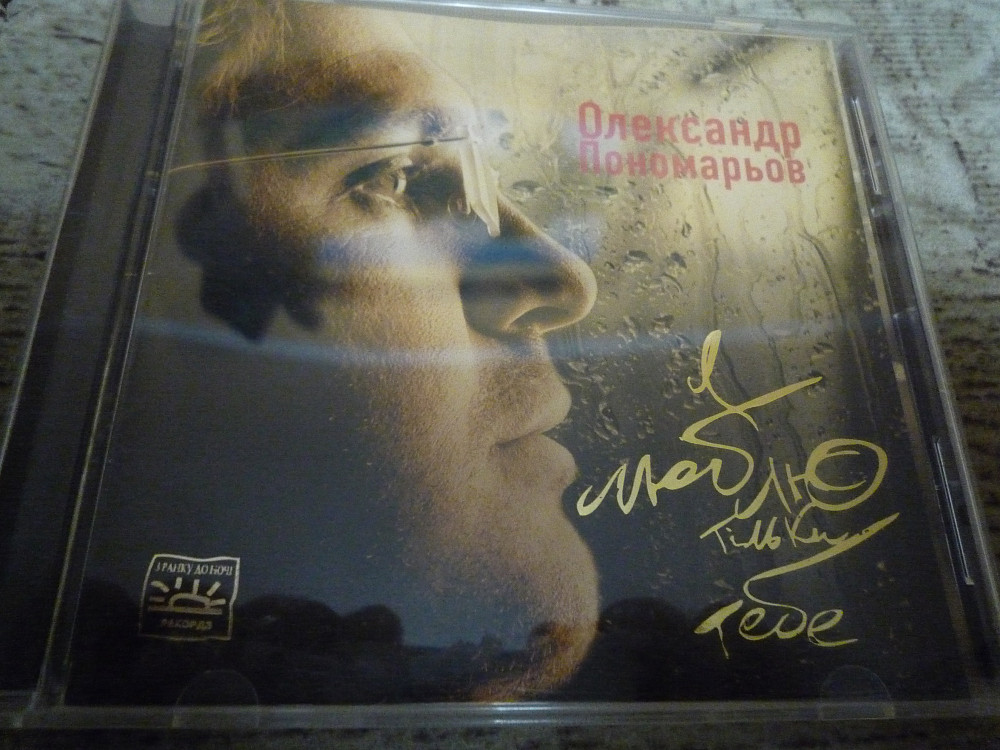 Олександр
Пономарьов
я
люблю
тільки
тебе
З РАНКУ ДО НОЧІ
РЕКОРДЗ